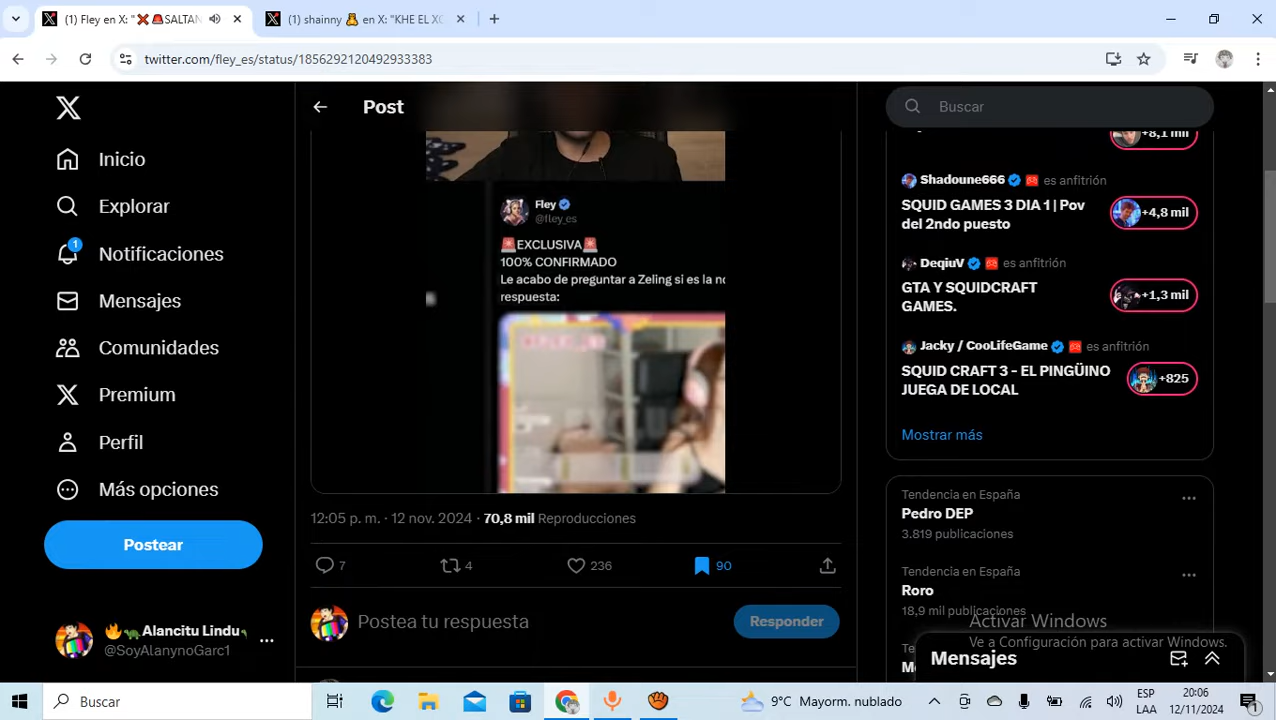 (1) Fley en X: "❌🚨SALTAN
(1) shainny 🧸 en X: "KHE EL XO
twitter.com/fley_es/status/1856292120492933383
Inicio
Explorar
1
Notificaciones
Mensajes
Comunidades
Premium
Perfil
Más opciones
Postear
🔥🐢Alancitu Lindu
@SoyAlanynoGarc1
Post
Fley
@fley_es
🚨EXCLUSIVA🚨
100% CONFIRMADO
Le acabo de preguntar a Zeling si es la
respuesta:
12:05 p. m. · 12 nov. 2024 · 70,8 mil Reproducciones
7
4
236
90
Postea tu respuesta
Responder
Buscar
+8,1 mil
Shadoune666 es anfitrión
SQUID GAMES 3 DIA 1 | Pov
del 2ndo puesto
+4,8 mil
DeqiuV es anfitrión
GTA Y SQUIDCRAFT
GAMES.
+1,3 mil
Jacky / CooLifeGame es anfitrión
SQUID CRAFT 3 - EL PINGÜINO
JUEGA DE LOCAL
+825
Mostrar más
Tendencia en España
Pedro DEP
3.819 publicaciones
Tendencia en España
Roro
18,9 mil publicaciones
Activar Windows
Ve a Configuración para activar Windows.
Mensajes
Buscar
9°C Mayorm. nublado
ESP
LAA
20:06
12/11/2024
1